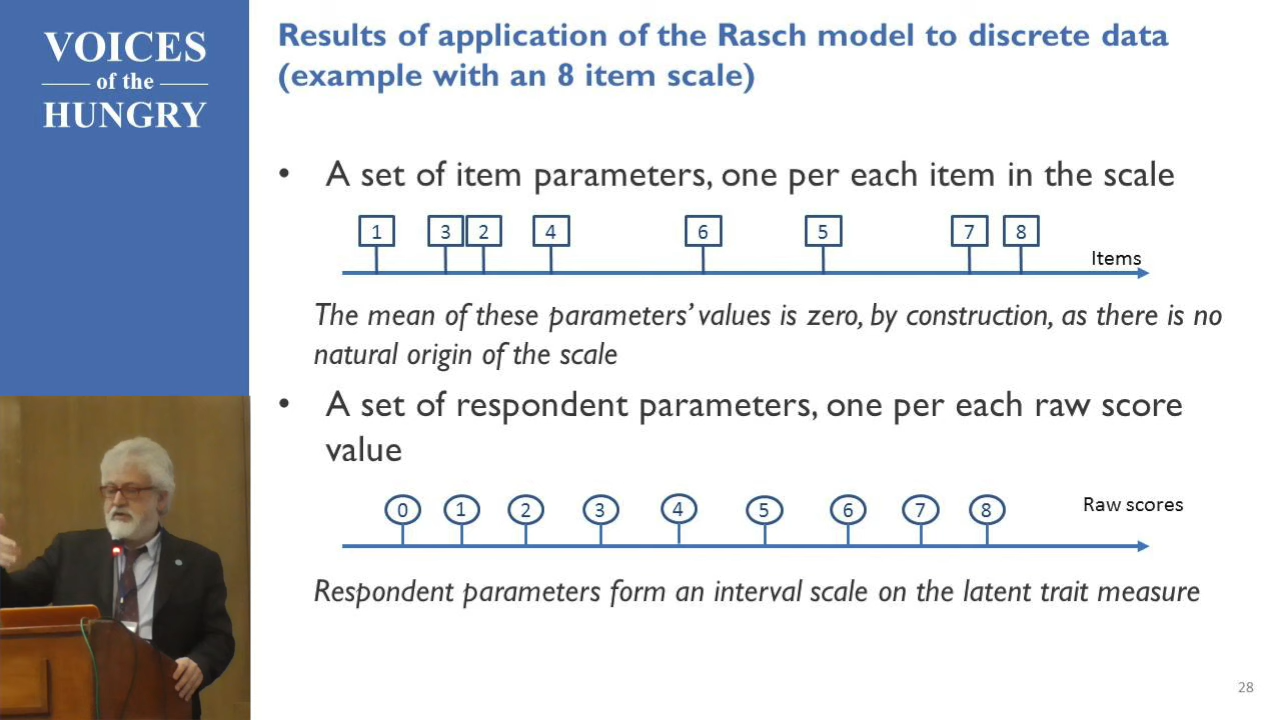 VOICES
of the
HUNGRY
Results of application of the Rasch model to discrete data
(example with an 8 item scale)
• A set of item parameters, one per each item in the scale
1 3 2 4 6 5 7 8
Items
The mean of these parameters’ values is zero, by construction, as there is no
natural origin of the scale
• A set of respondent parameters, one per each raw score
value
0 1 2 3 4 5 6 7 8
Raw scores
Respondent parameters form an interval scale on the latent trait measure
28